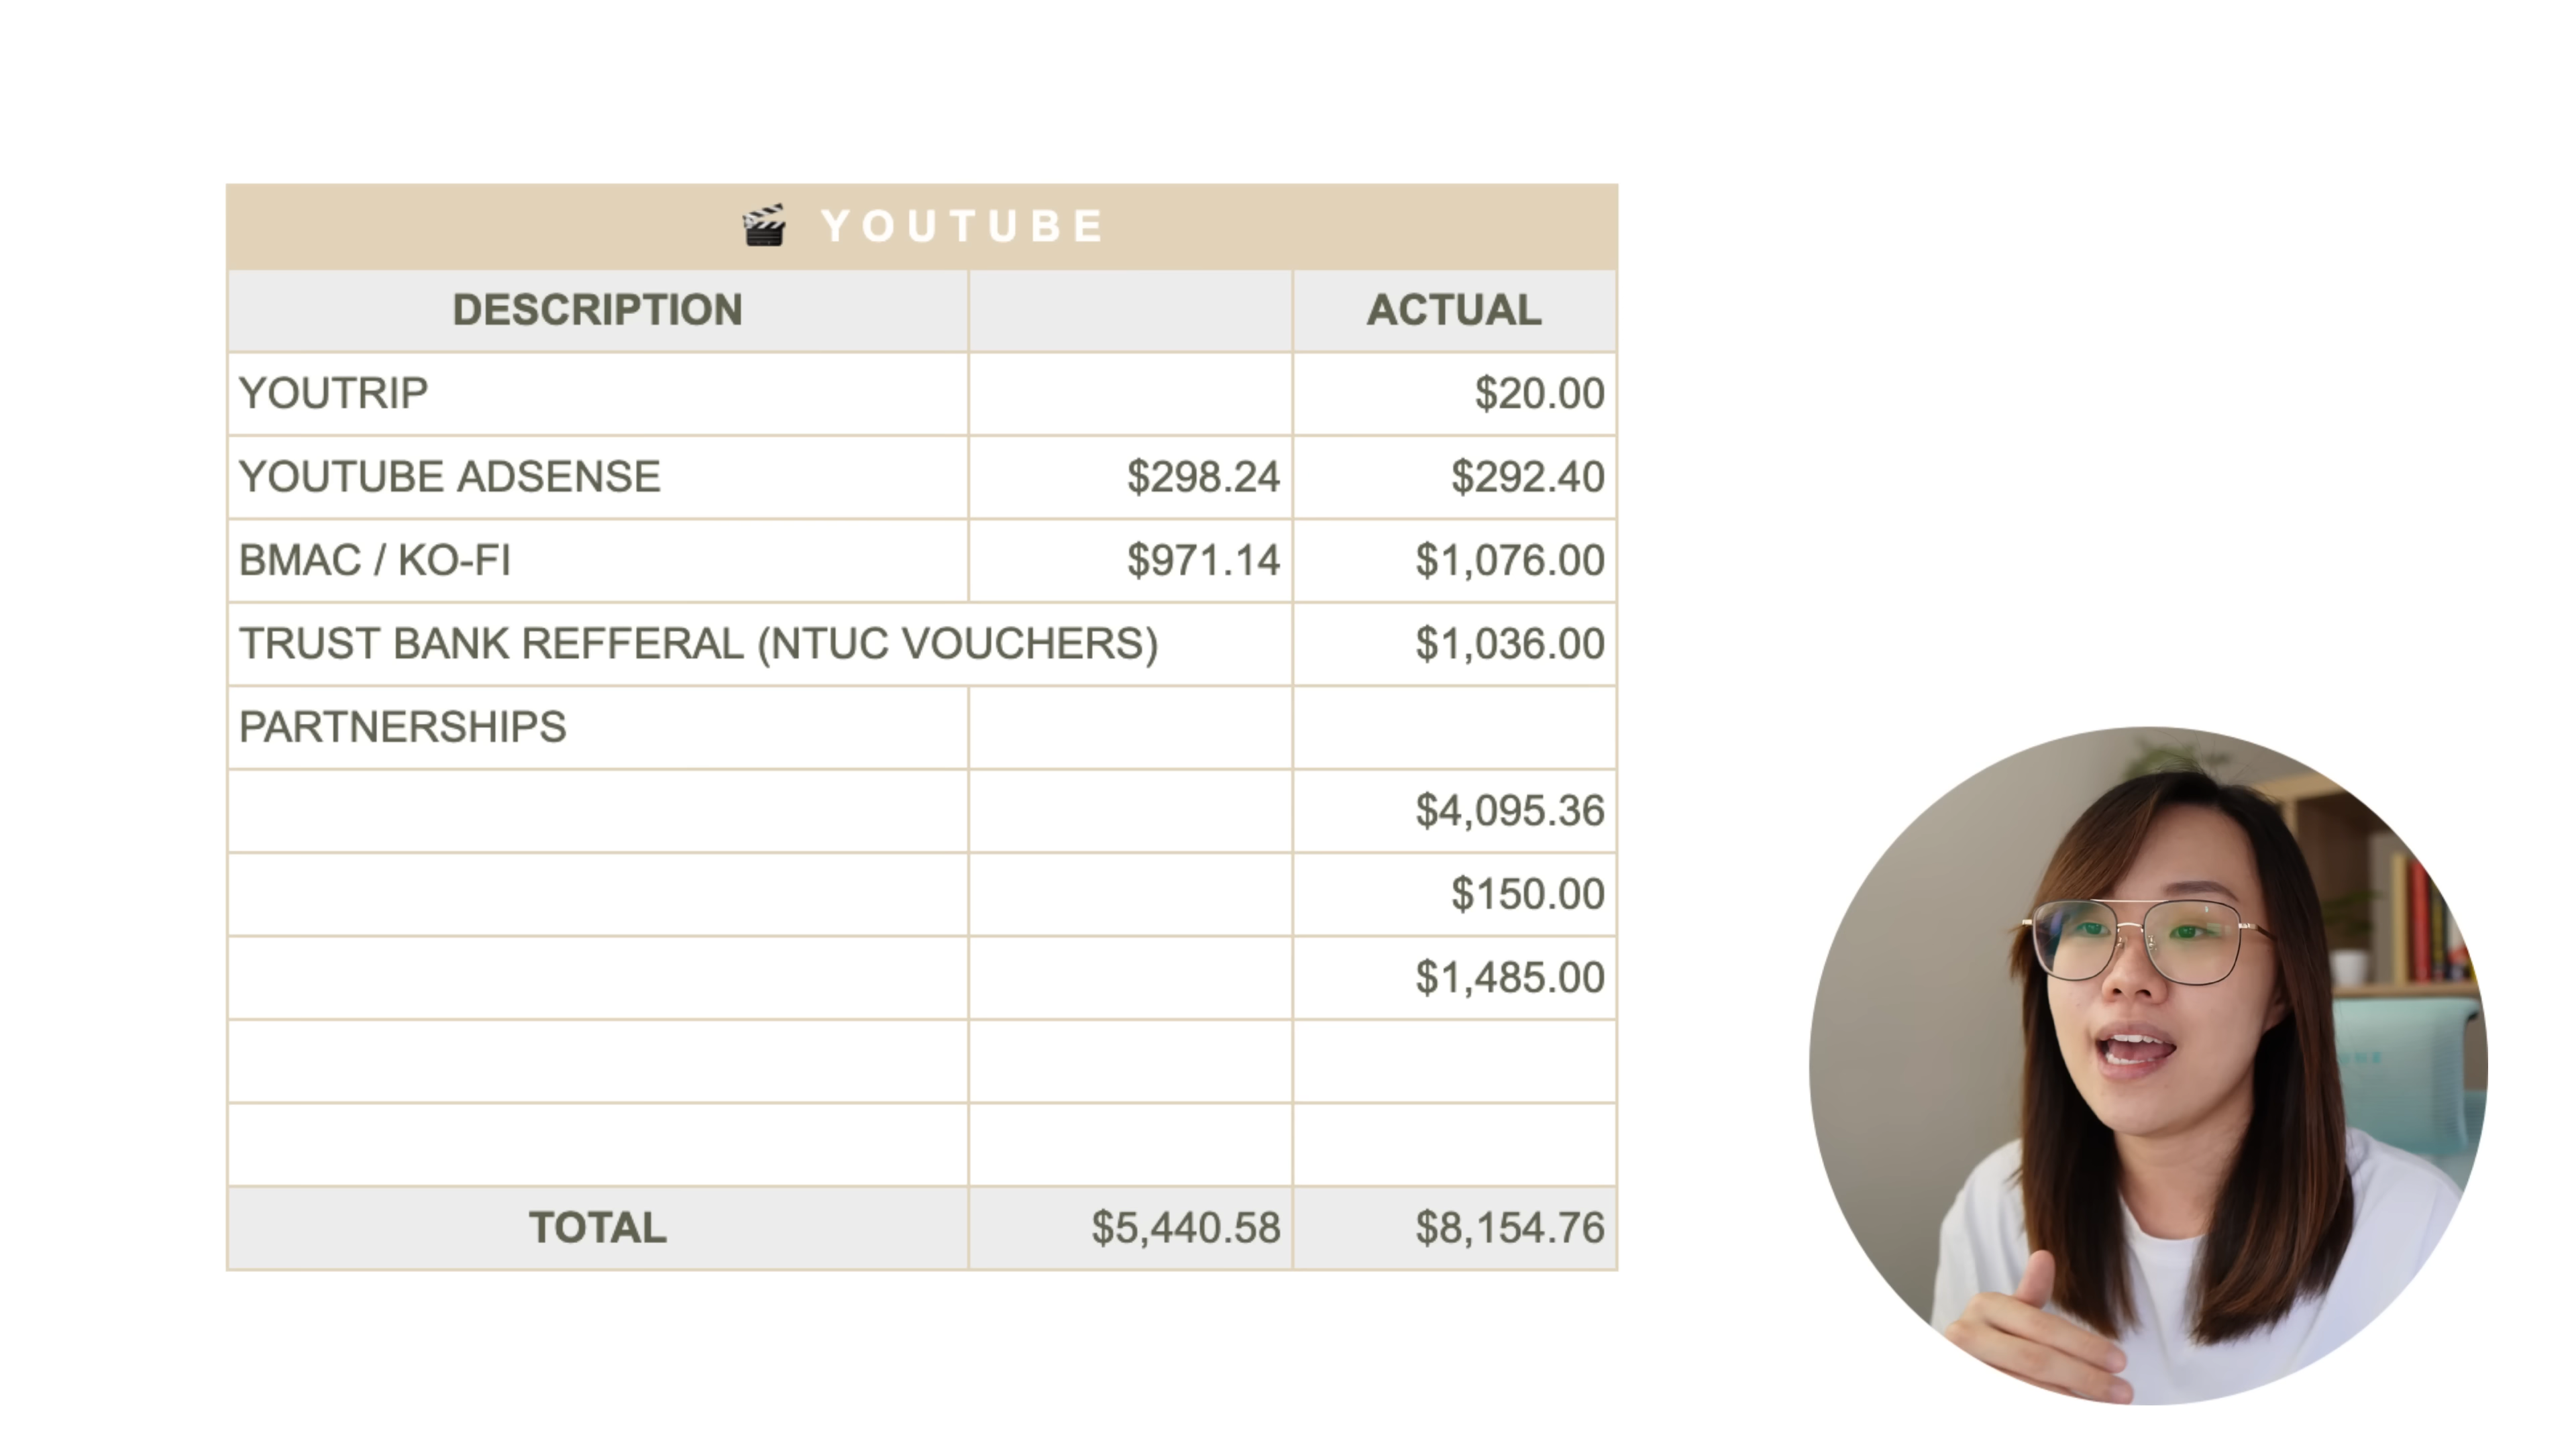 🎬 YOUTUBE
DESCRIPTION ACTUAL
YOUTRIP $20.00
YOUTUBE ADSENSE $298.24 $292.40
BMAC / KO-FI $971.14 $1,076.00
TRUST BANK REFFERAL (NTUC VOUCHERS) $1,036.00
PARTNERSHIPS
$4,095.36
$150.00
$1,485.00
TOTAL $5,440.58 $8,154.76